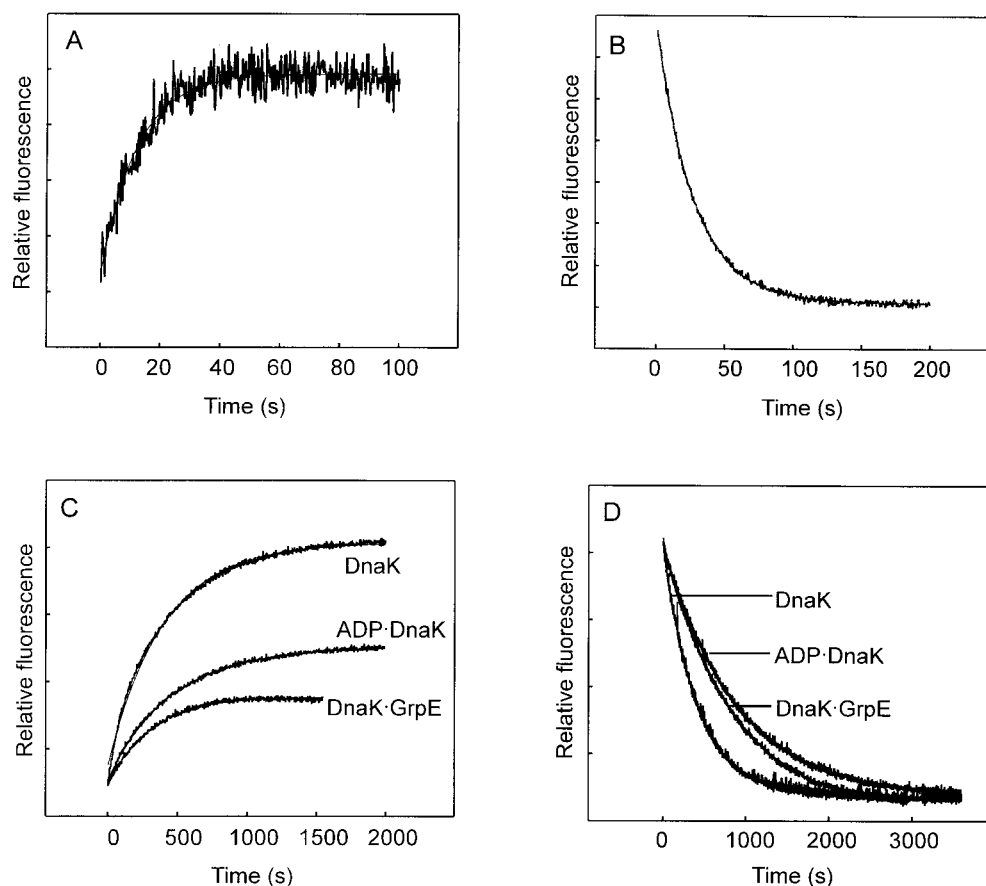 A
Relative fluorescence
0 20 40 60 80 100
Time (s)
B
Relative fluorescence
0 50 100 150 200
Time (s)
C
Relative fluorescence
DnaK
ADP·DnaK
DnaK·GrpE
0 500 1000 1500 2000
Time (s)
D
Relative fluorescence
DnaK
ADP·DnaK
DnaK·GrpE
0 1000 2000 3000
Time (s)